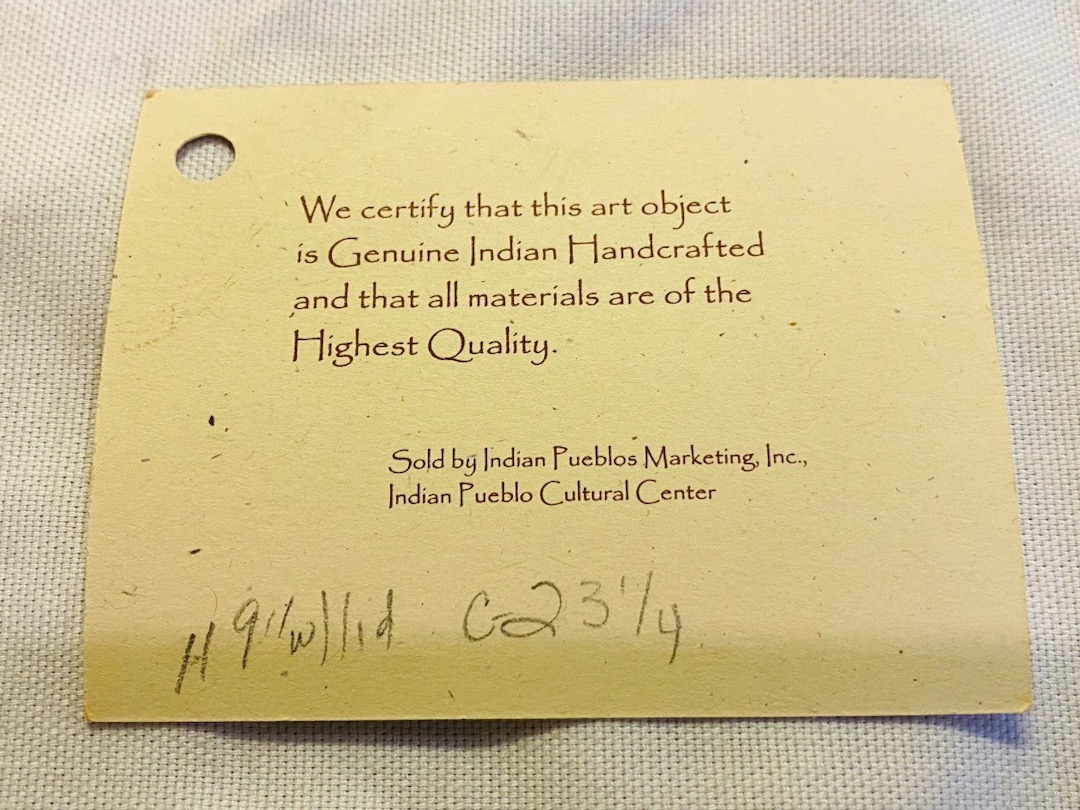 We certify that this art object
is Genuine Indian Handcrafted
and that all materials are of the
Highest Quality.
Sold by Indian Pueblos Marketing, Inc.,
Indian Pueblo Cultural Center
H 9" w/lid C-23 1/4